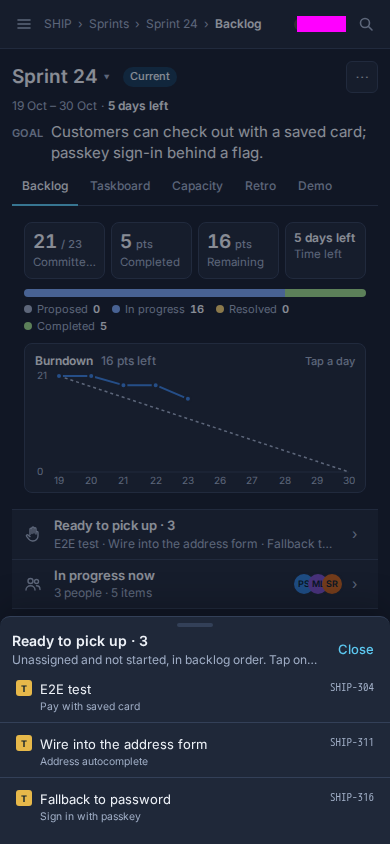 SHIP › Sprints › Sprint 24 › Backlog
Sprint 24 ▾ Current ...
19 Oct – 30 Oct · 5 days left
GOAL Customers can check out with a saved card;
passkey sign-in behind a flag.
Backlog Taskboard Capacity Retro Demo
21 / 23 5 pts 16 pts 5 days left
Committe... Completed Remaining Time left
Proposed 0 In progress 16 Resolved 0
Completed 5
Burndown 16 pts left Tap a day
21
0
19 20 21 22 23 26 27 28 29 30
Ready to pick up · 3
E2E test · Wire into the address form · Fallback t...
In progress now
3 people · 5 items
PS MI SR
Ready to pick up · 3
Close
Unassigned and not started, in backlog order. Tap on...
T E2E test SHIP-304
Pay with saved card
T Wire into the address form SHIP-311
Address autocomplete
T Fallback to password SHIP-316
Sign in with passkey